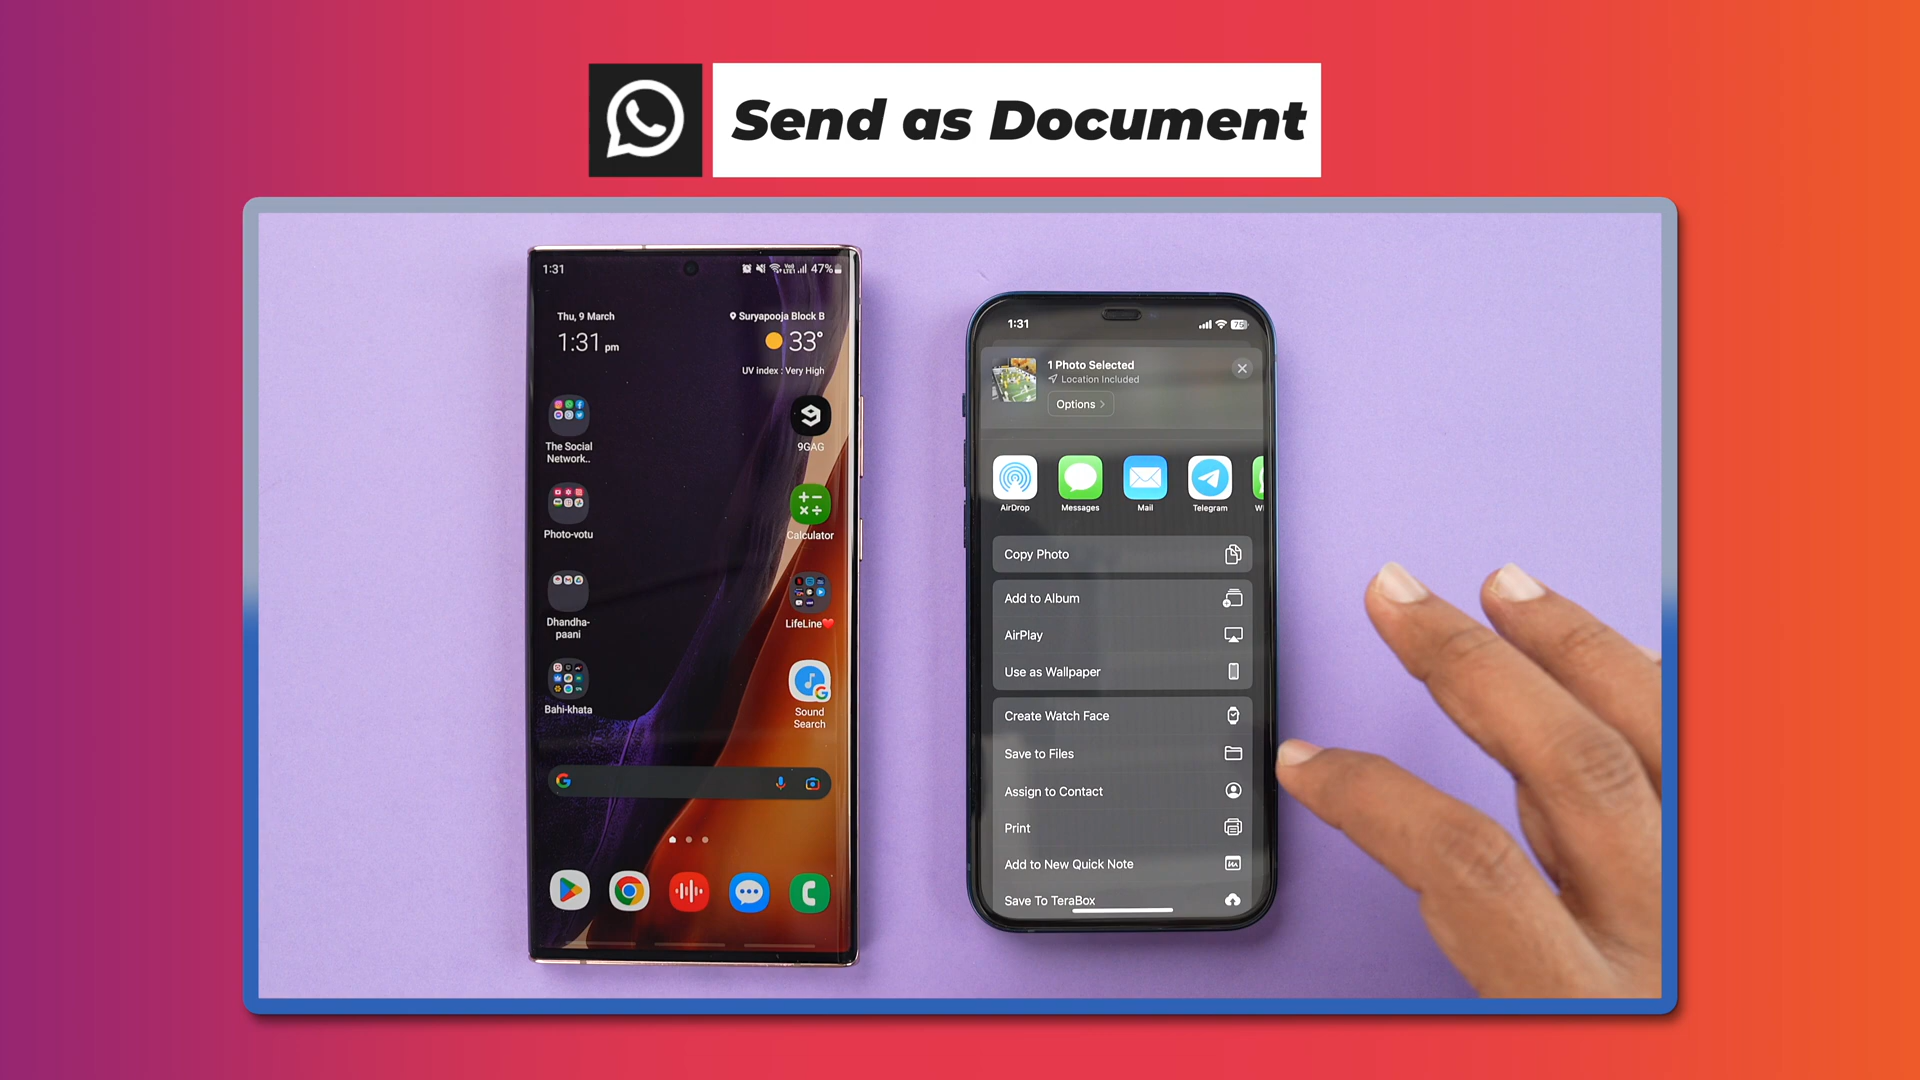 Send as Document
1:31
47%
Thu, 9 March
1:31 pm
Suryapooja Block B
33°
UV index : Very High
The Social
Network..
9GAG
Photo-votu
Calculator
Dhandha-
paani
LifeLine❤
Bahi-khata
Sound
Search
1:31
75
1 Photo Selected
Location Included
Options >
AirDrop
Messages
Mail
Telegram
Copy Photo
Add to Album
AirPlay
Use as Wallpaper
Create Watch Face
Save to Files
Assign to Contact
Print
Add to New Quick Note
Save To TeraBox